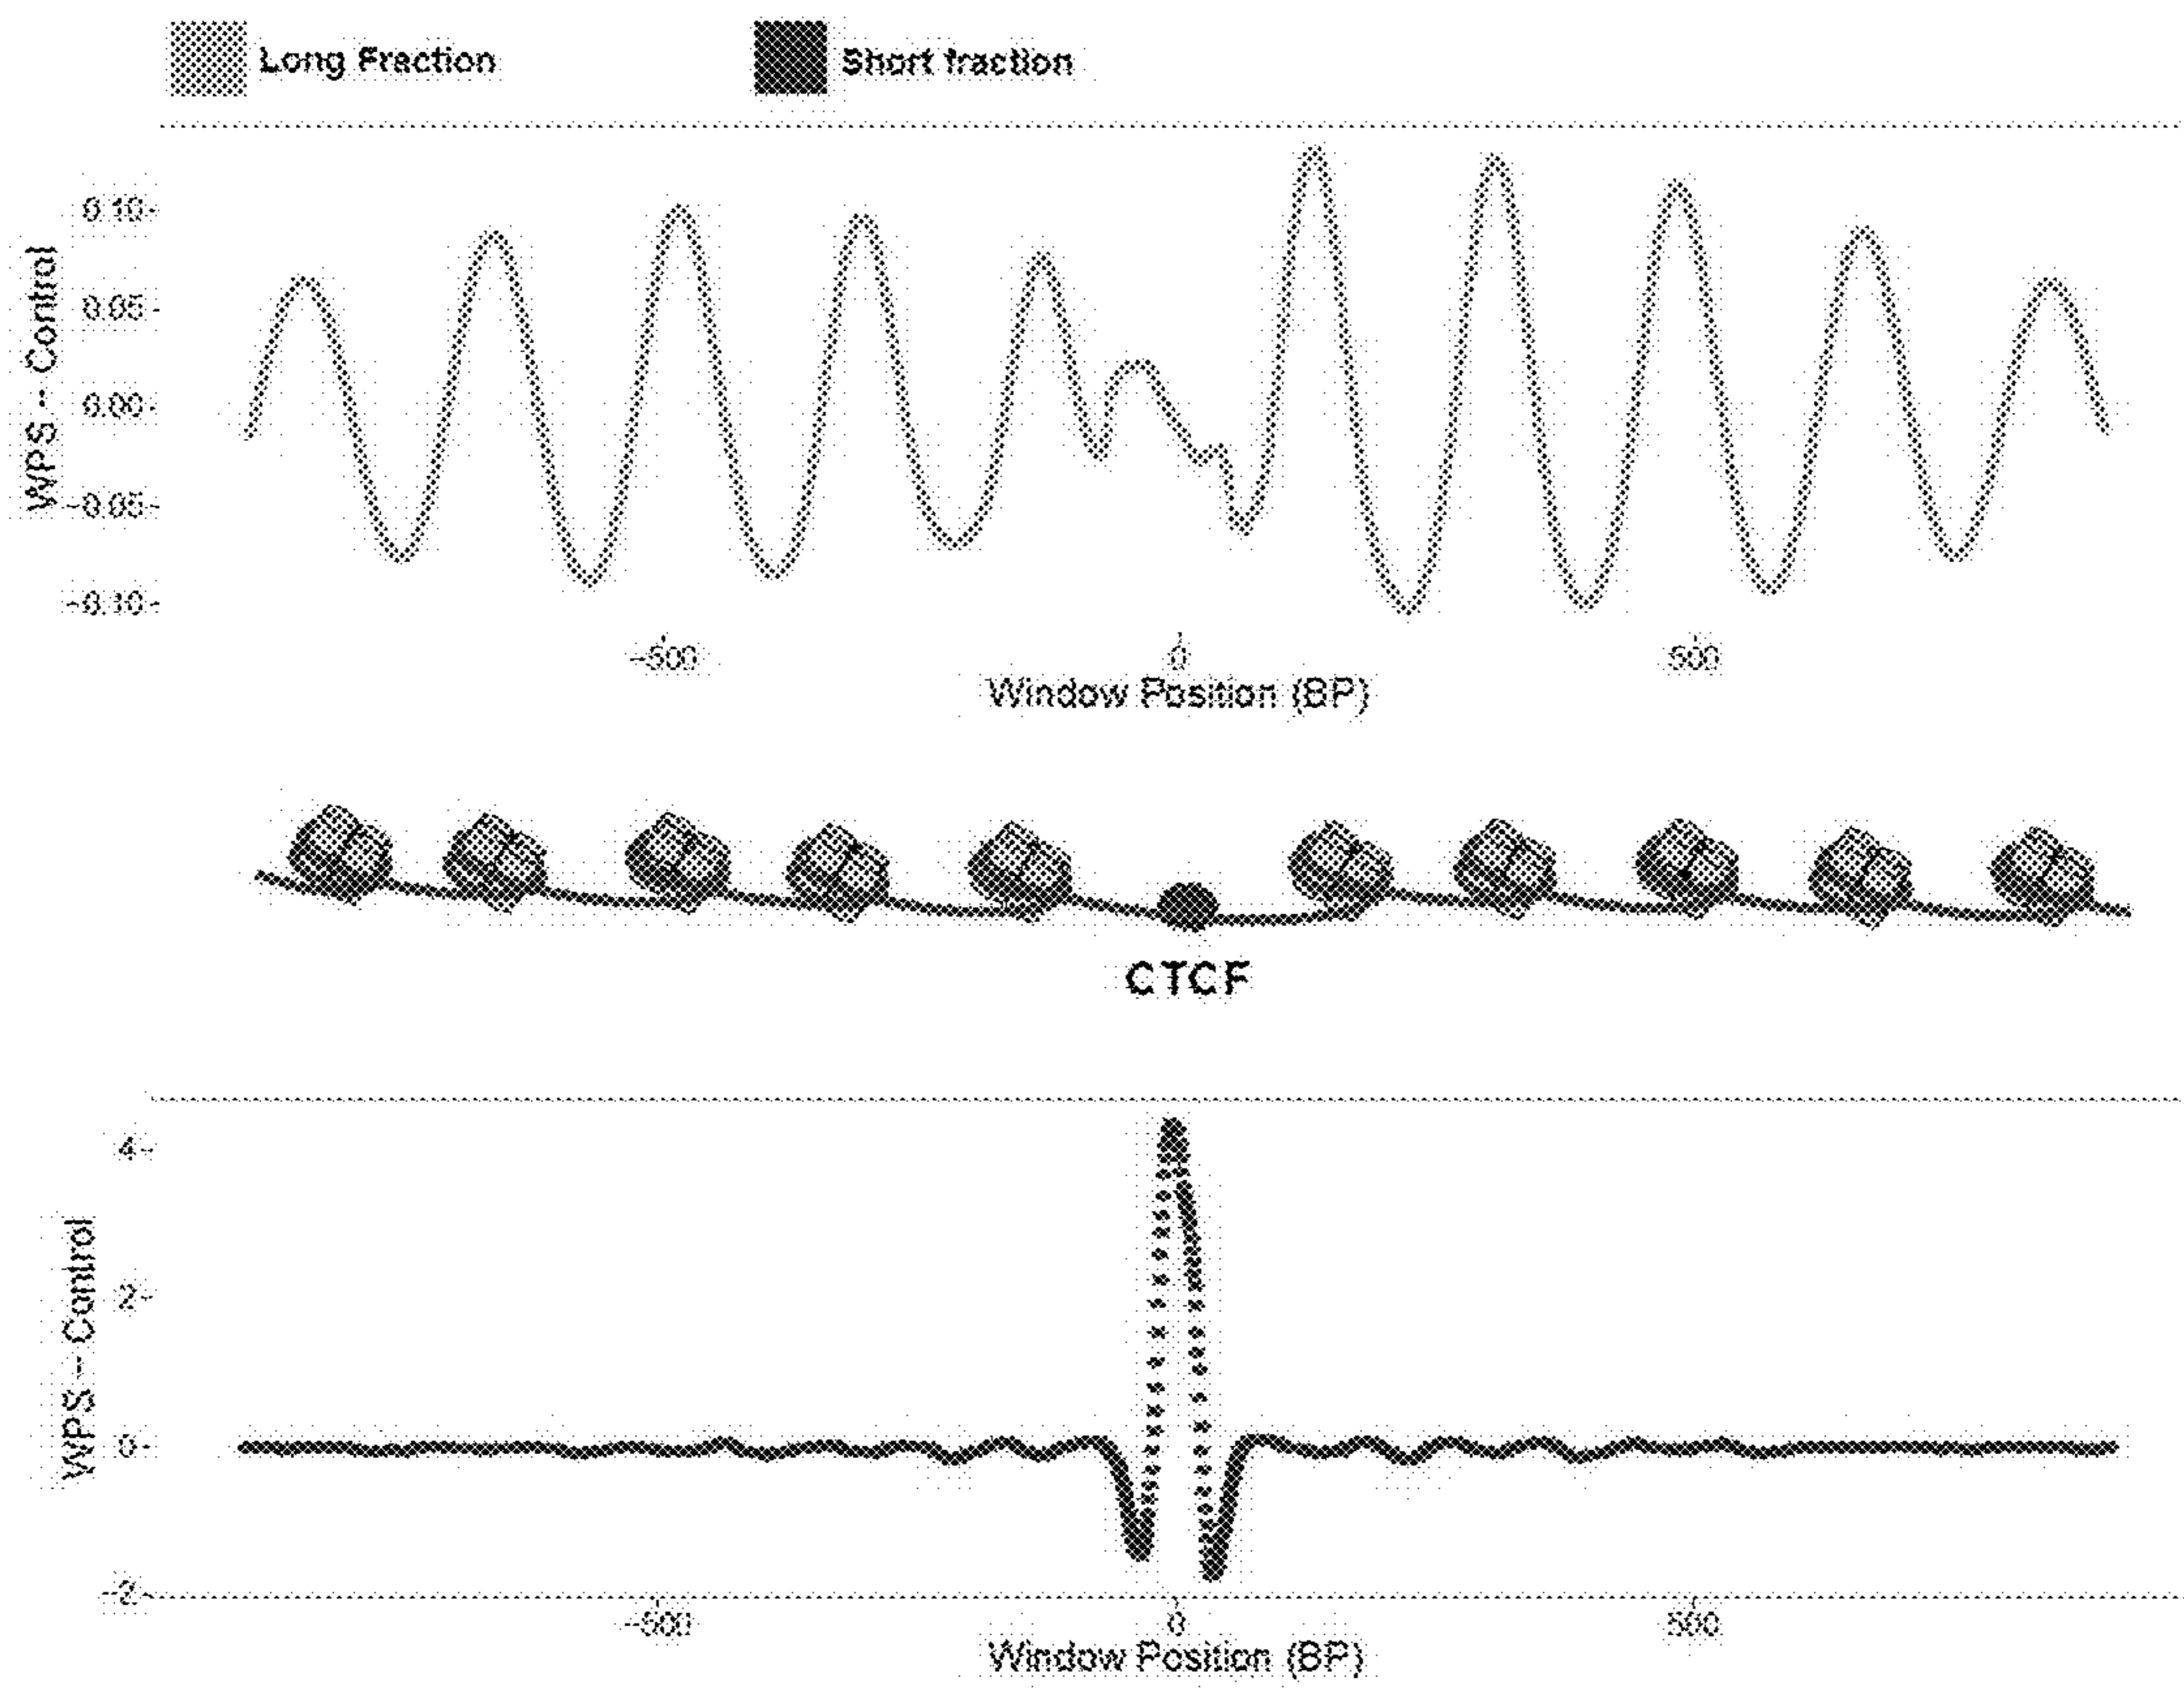 Long Fraction
Short fraction
WPS -- Control
0.10
0.05
0.00
-0.05
-0.10
-500
0
500
Window Position (BP)
CTCF
WPS -- Control
4
2
0
-2
-500
0
500
Window Position (BP)